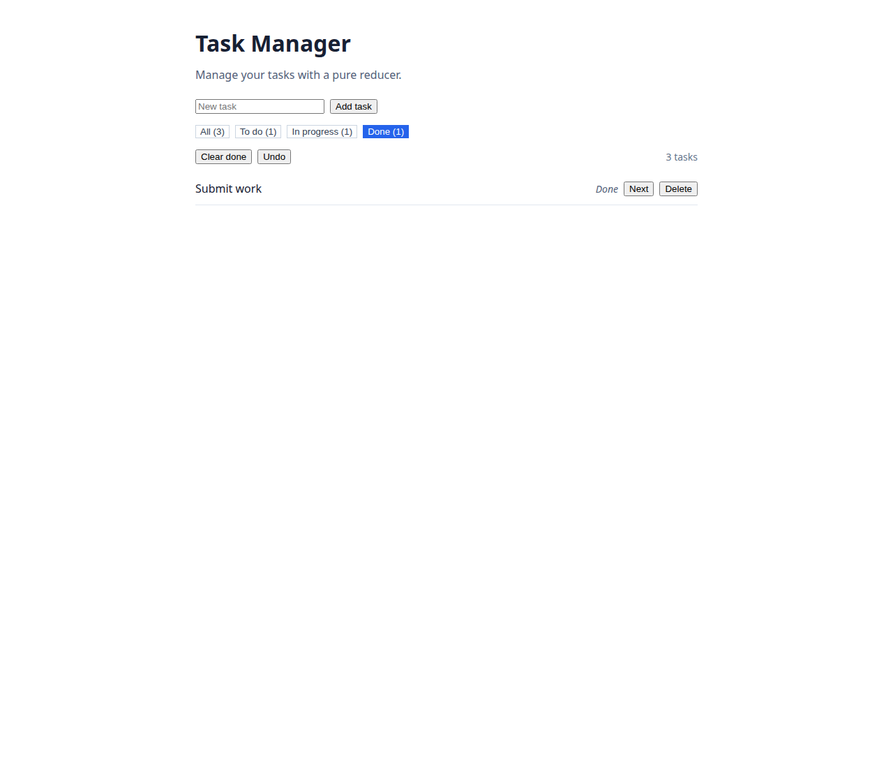 Task Manager
Manage your tasks with a pure reducer.
New task Add task
All (3) To do (1) In progress (1) Done (1)
Clear done Undo 3 tasks
Submit work Done Next Delete